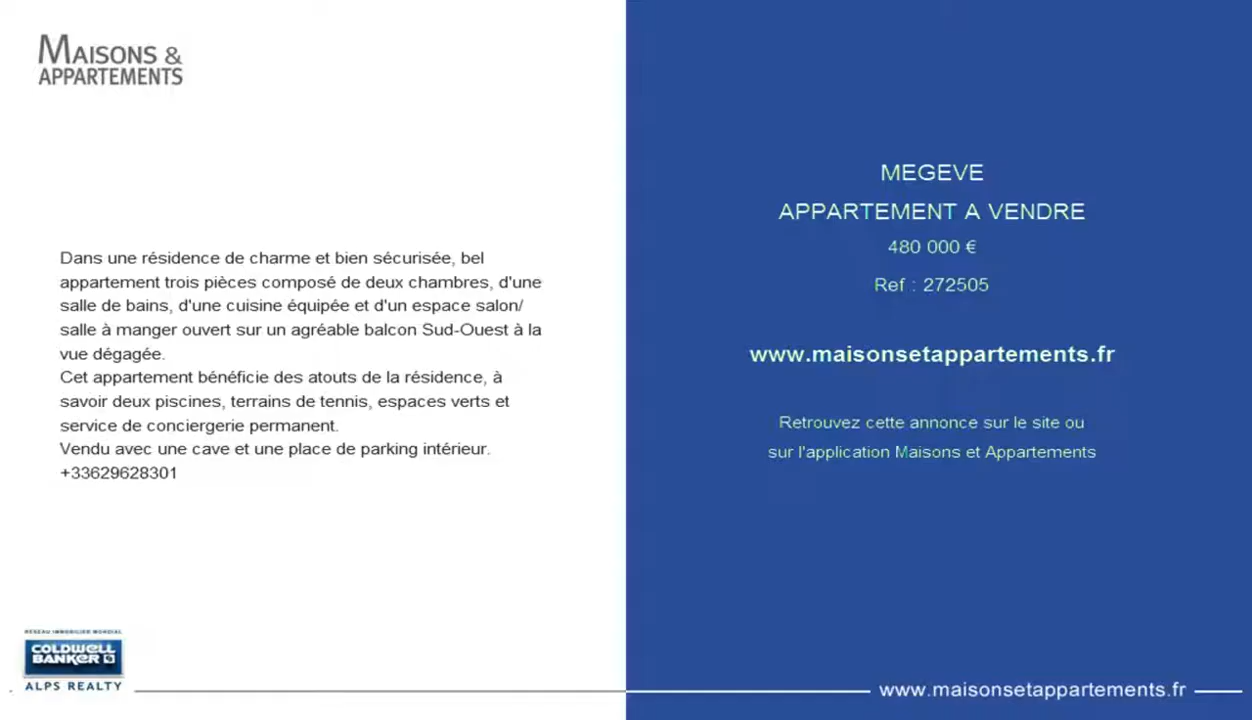 MAISONS &
APPARTEMENTS
Dans une résidence de charme et bien sécurisée, bel
appartement trois pièces composé de deux chambres, d'une
salle de bains, d'une cuisine équipée et d'un espace salon/
salle à manger ouvert sur un agréable balcon Sud-Ouest à la
vue dégagée.
Cet appartement bénéficie des atouts de la résidence, à
savoir deux piscines, terrains de tennis, espaces verts et
service de conciergerie permanent.
Vendu avec une cave et une place de parking intérieur.
+33629628301
RESEAU IMMOBILIER MONDIAL
COLDWELL
BANKER
ALPS REALTY
MEGEVE
APPARTEMENT A VENDRE
480 000 €
Ref : 272505
www.maisonsetappartements.fr
Retrouvez cette annonce sur le site ou
sur l'application Maisons et Appartements
www.maisonsetappartements.fr